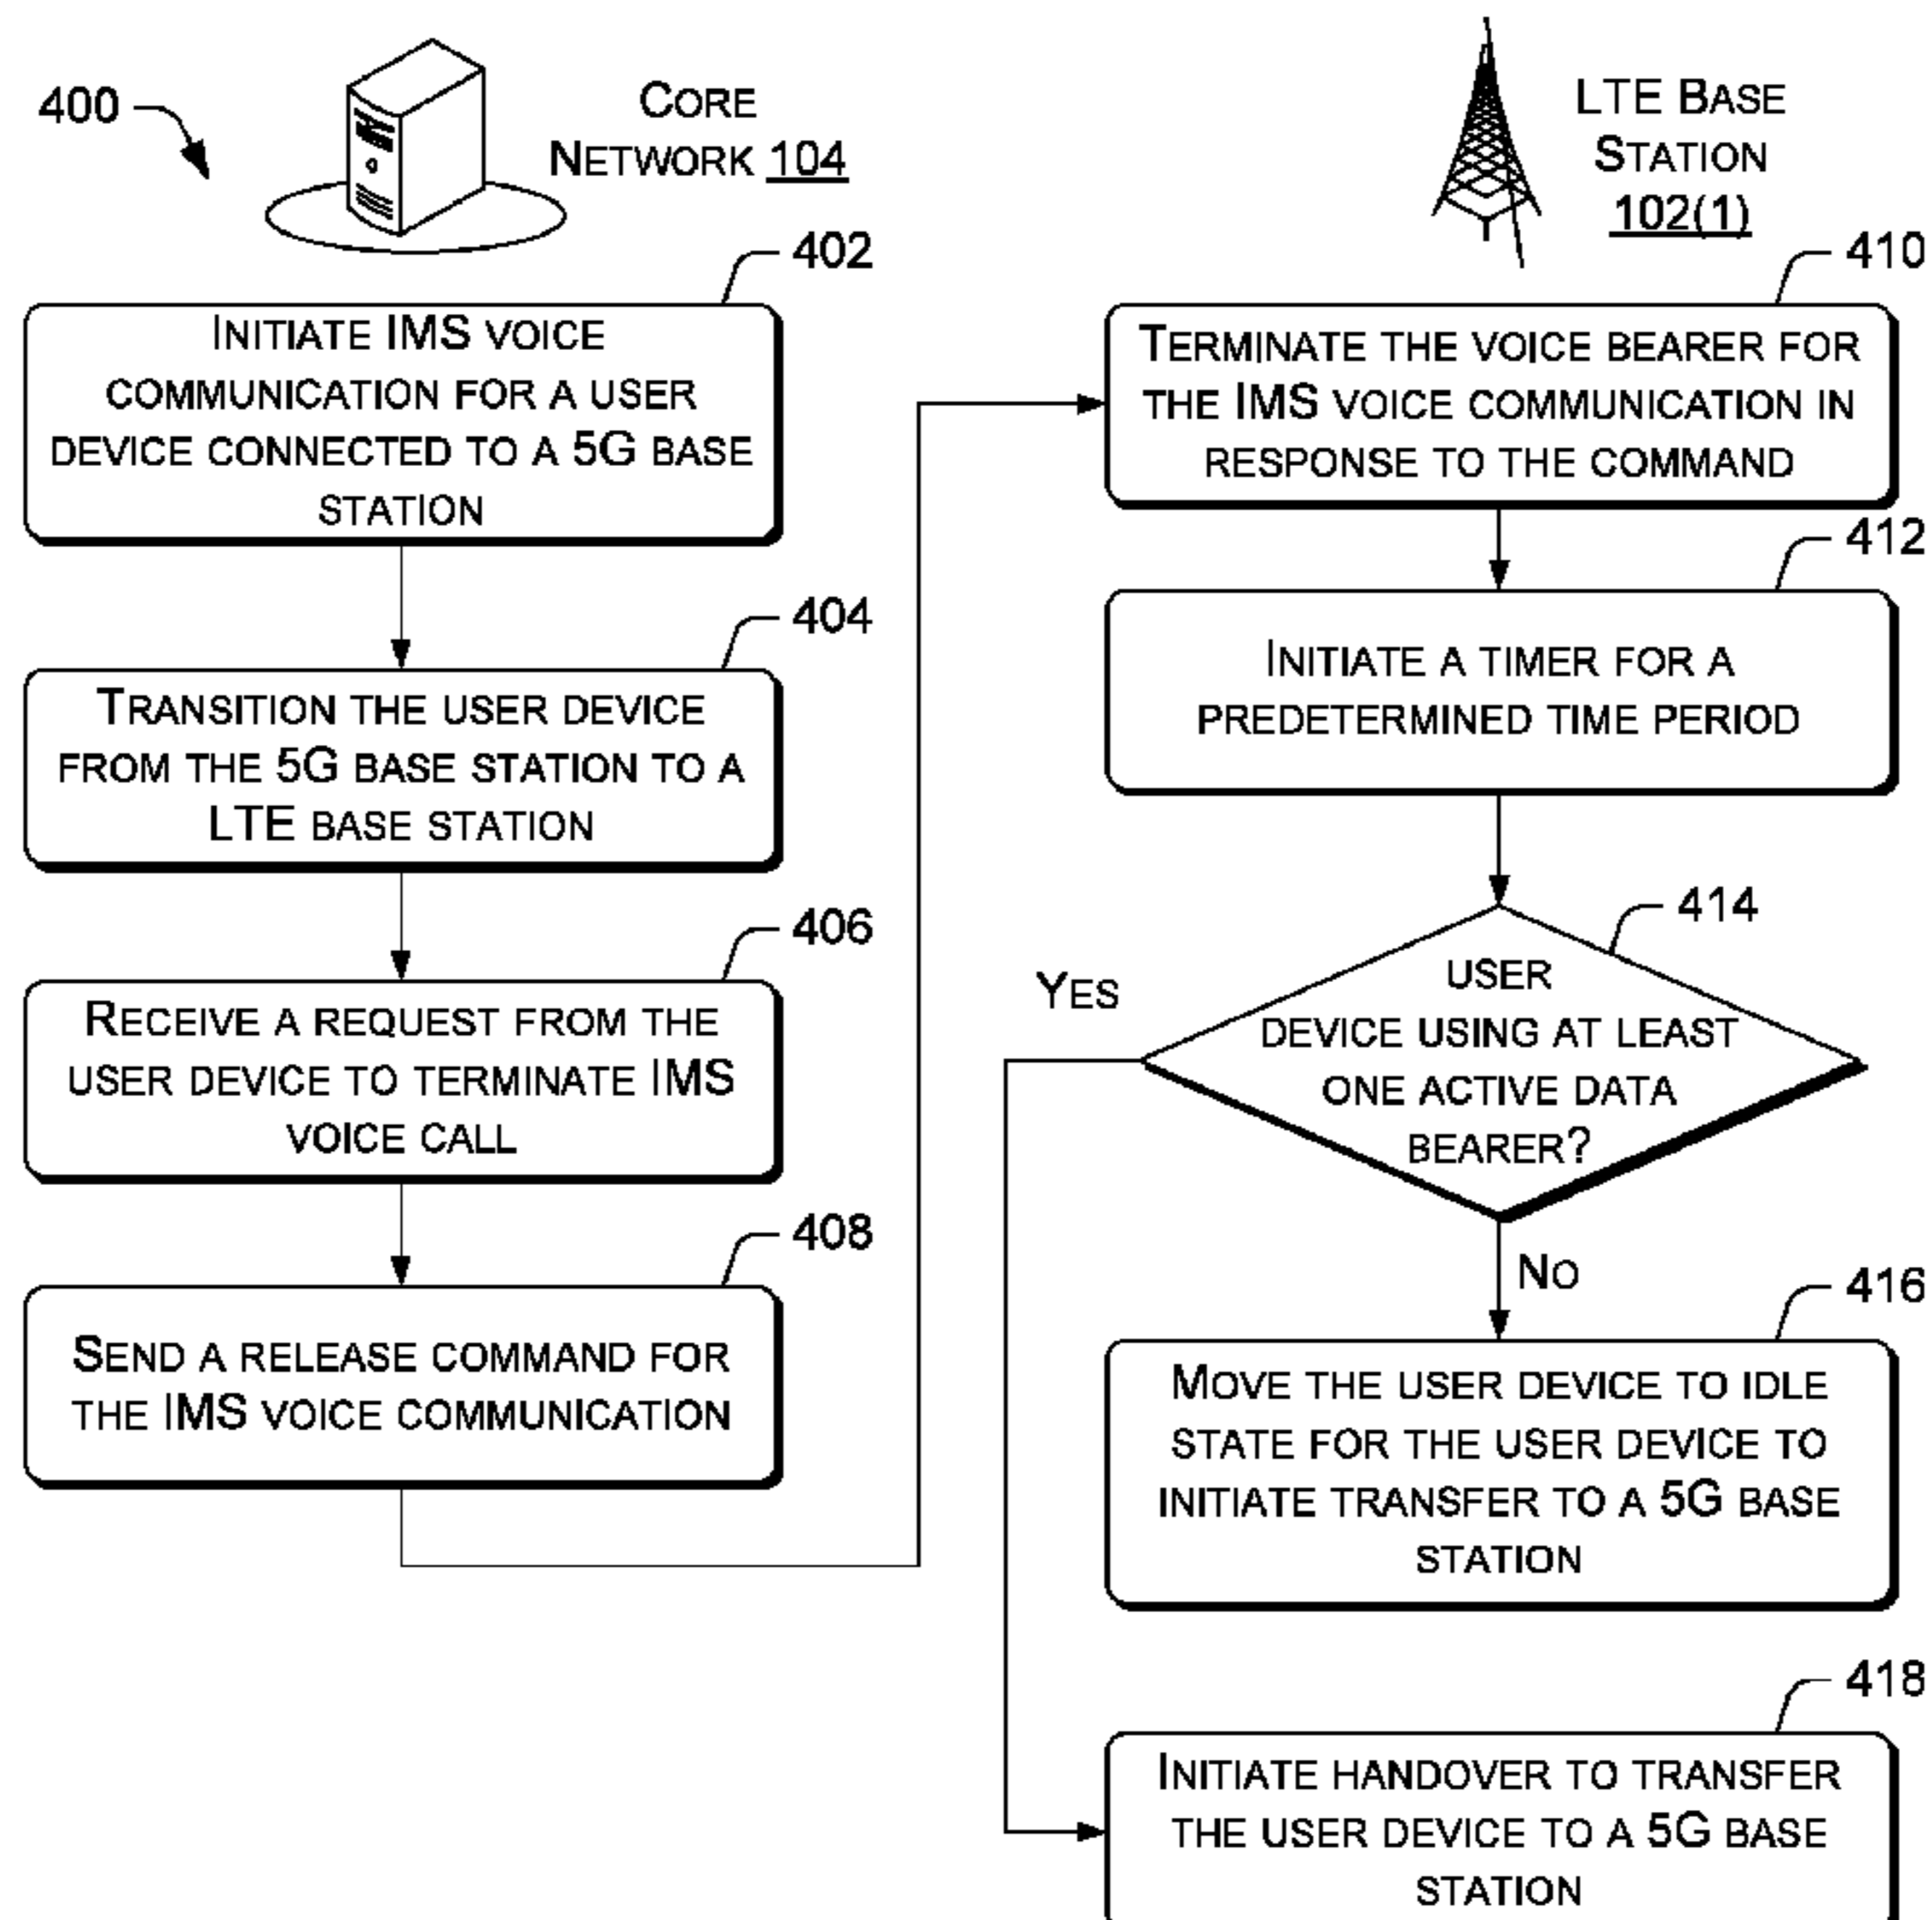 400
CORE
NETWORK 104
402
INITIATE IMS VOICE
COMMUNICATION FOR A USER
DEVICE CONNECTED TO A 5G BASE
STATION
404
TRANSITION THE USER DEVICE
FROM THE 5G BASE STATION TO A
LTE BASE STATION
406
RECEIVE A REQUEST FROM THE
USER DEVICE TO TERMINATE IMS
VOICE CALL
408
SEND A RELEASE COMMAND FOR
THE IMS VOICE COMMUNICATION
LTE BASE
STATION
102(1)
410
TERMINATE THE VOICE BEARER FOR
THE IMS VOICE COMMUNICATION IN
RESPONSE TO THE COMMAND
412
INITIATE A TIMER FOR A
PREDETERMINED TIME PERIOD
414
USER
DEVICE USING AT LEAST
ONE ACTIVE DATA
BEARER?
YES
NO
416
MOVE THE USER DEVICE TO IDLE
STATE FOR THE USER DEVICE TO
INITIATE TRANSFER TO A 5G BASE
STATION
418
INITIATE HANDOVER TO TRANSFER
THE USER DEVICE TO A 5G BASE
STATION